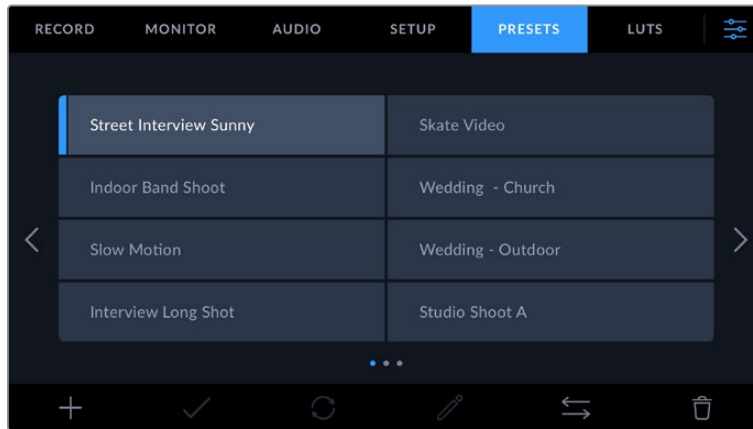 RECORD MONITOR AUDIO SETUP PRESETS LUTS
Street Interview Sunny Skate Video
Indoor Band Shoot Wedding - Church
Slow Motion Wedding - Outdoor
Interview Long Shot Studio Shoot A